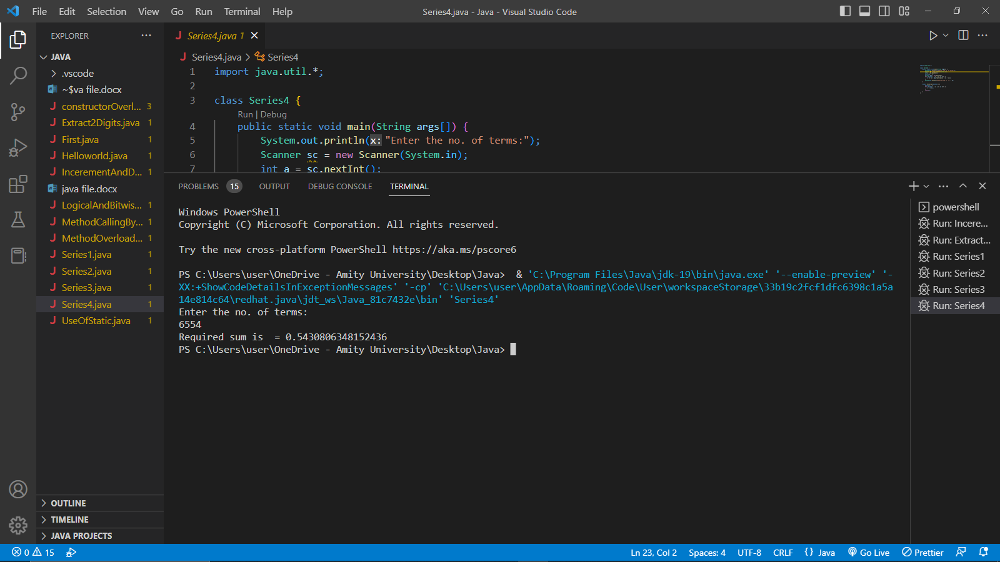 File Edit Selection View Go Run Terminal Help
Series4.java - Java - Visual Studio Code
EXPLORER
JAVA
.vscode
~$va file.docx
constructorOverl... 3
Extract2Digits.java 1
First.java 1
Helloworld.java 1
IncerementAndD... 1
java file.docx
LogicalAndBitwis... 1
MethodCallingBy... 1
MethodOverload... 1
Series1.java 1
Series2.java 1
Series3.java 1
Series4.java 1
UseOfStatic.java 1
OUTLINE
TIMELINE
JAVA PROJECTS
Series4.java 1
Series4.java > Series4
1 import java.util.*;
2
3 class Series4 {
Run | Debug
4 public static void main(String args[]) {
5 System.out.println(x: "Enter the no. of terms:");
6 Scanner sc = new Scanner(System.in);
7 int a = sc.nextInt();
PROBLEMS 15 OUTPUT DEBUG CONSOLE TERMINAL
Windows PowerShell
Copyright (C) Microsoft Corporation. All rights reserved.
Try the new cross-platform PowerShell https://aka.ms/pscore6
PS C:\Users\user\OneDrive - Amity University\Desktop\Java>  & 'C:\Program Files\Java\jdk-19\bin\java.exe' '--enable-preview' '-
XX:+ShowCodeDetailsInExceptionMessages' '-cp' 'C:\Users\user\AppData\Roaming\Code\User\workspaceStorage\33b19c2fcf1dfc6398c1a5a
14e814c64\redhat.java\jdt_ws\Java_81c7432e\bin' 'Series4'
Enter the no. of terms:
6554
Required sum is  = 0.5430806348152436
PS C:\Users\user\OneDrive - Amity University\Desktop\Java>
powershell
Run: Incere...
Run: Extract...
Run: Series1
Run: Series2
Run: Series3
Run: Series4
0 15
Ln 23, Col 2 Spaces: 4 UTF-8 CRLF {} Java Go Live Prettier